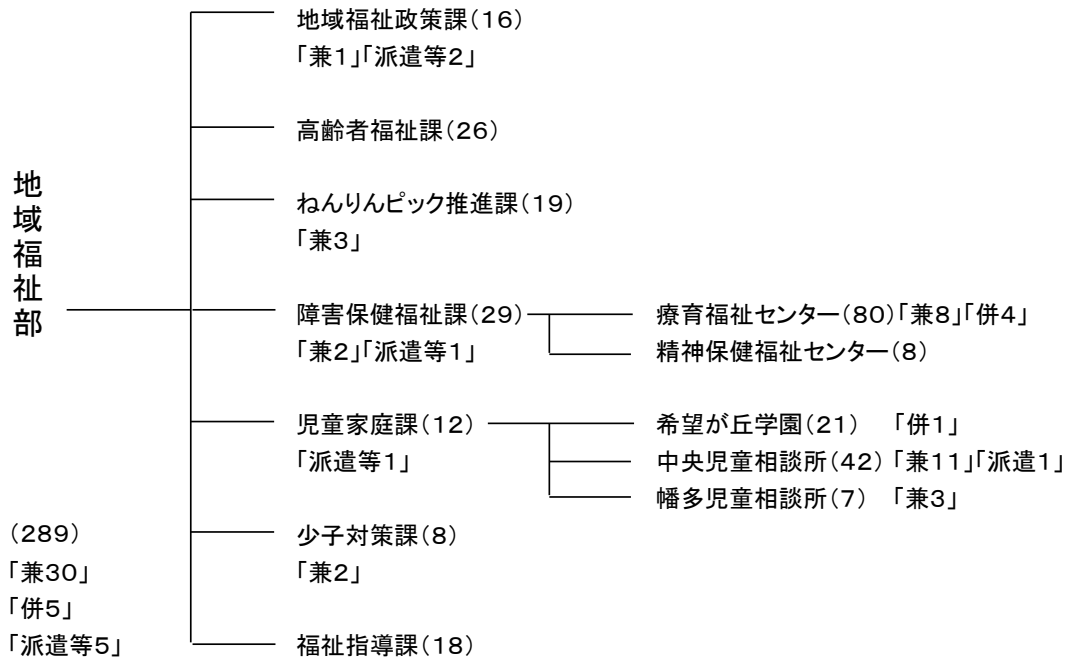 地域福祉部
(289)
「兼30」
「併5」
「派遣等5」
地域福祉政策課(16)
「兼1」「派遣等2」
高齢者福祉課(26)
ねんりんピック推進課(19)
「兼3」
障害保健福祉課(29)
「兼2」「派遣等1」
療育福祉センター(80)「兼8」「併4」
精神保健福祉センター(8)
児童家庭課(12)
「派遣等1」
希望が丘学園(21) 「併1」
中央児童相談所(42)「兼11」「派遣1」
幡多児童相談所(7) 「兼3」
少子対策課(8)
「兼2」
福祉指導課(18)